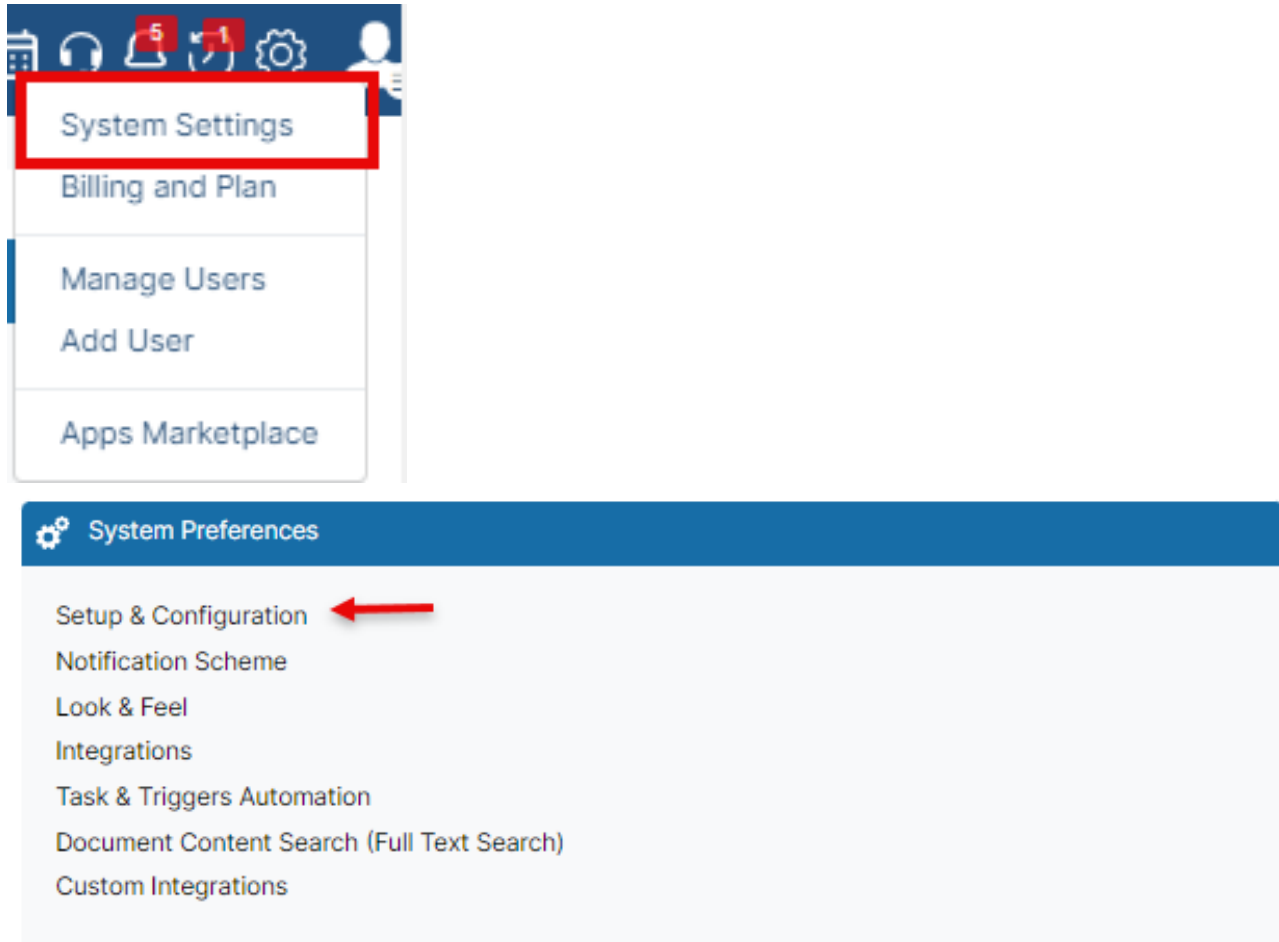 5
1
System Settings
Billing and Plan
Manage Users
Add User
Apps Marketplace
System Preferences
Setup & Configuration
Notification Scheme
Look & Feel
Integrations
Task & Triggers Automation
Document Content Search (Full Text Search)
Custom Integrations